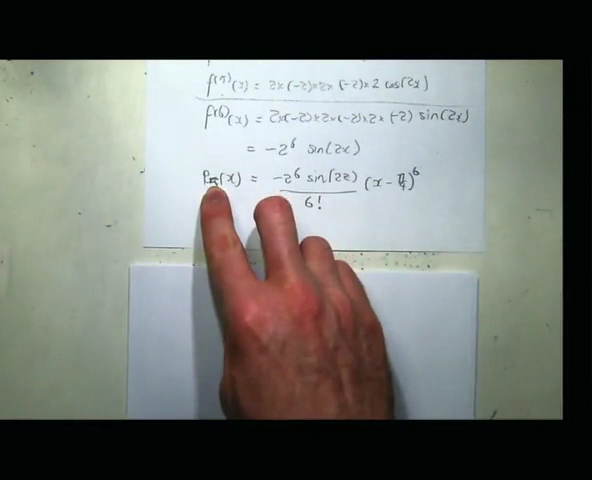 f⁽⁵⁾(x) = 2×(-2)×2×(-2)×2 cos(2x)
f⁽⁶⁾(x) = 2×(-2)×2×(-2)×2×(-2) sin(2x)
= -2⁶ sin(2x)
R₅(x) = -2⁶ sin(2z) / 6! (x - π/4)⁶